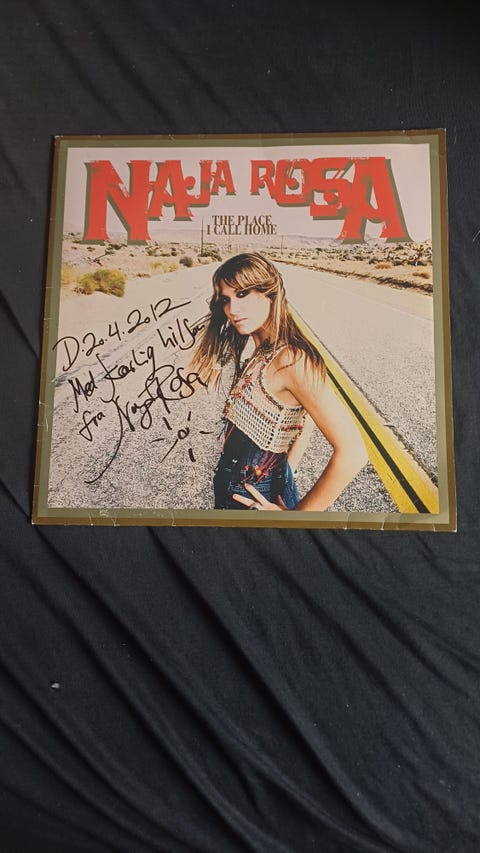 NAJA ROSA
THE PLACE
I CALL HOME
D. 20.4.2012
Med kærlig hilsen
fra Naja Rosa